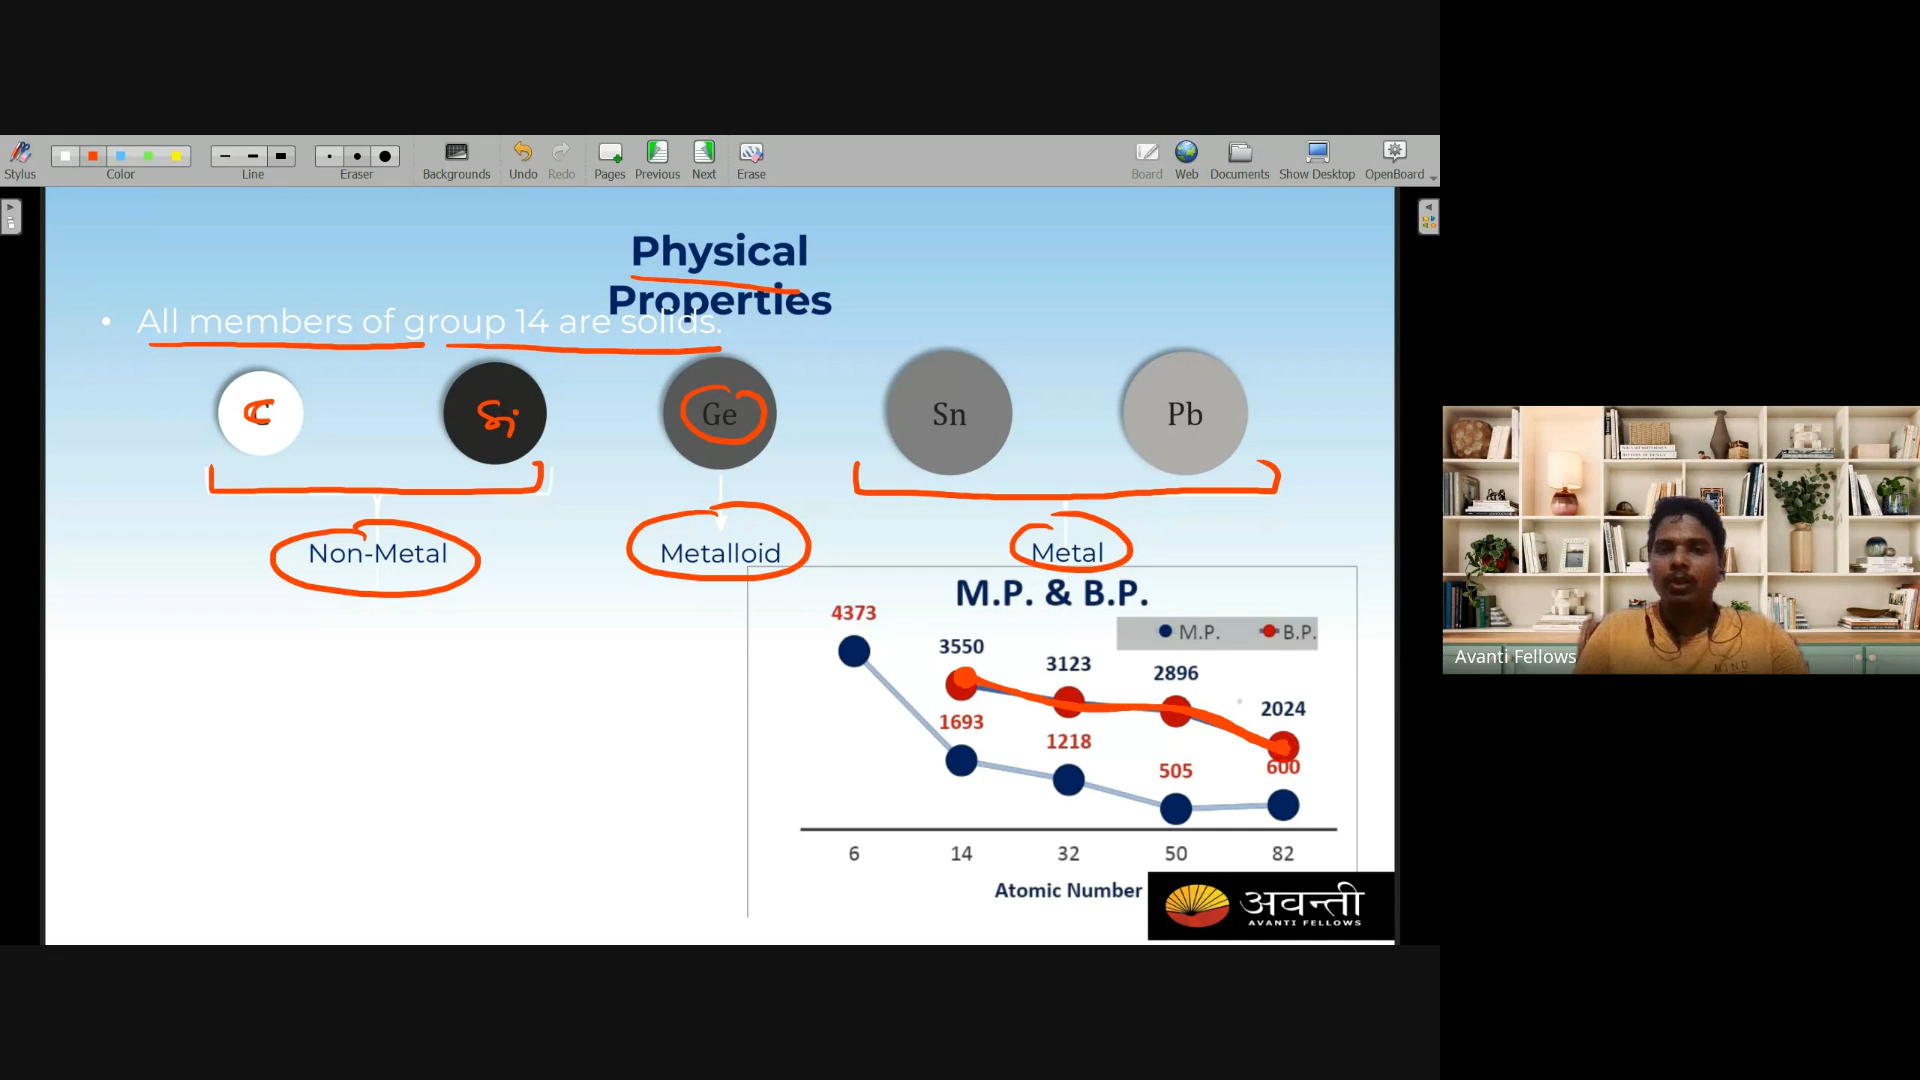 Stylus
Color
Line
Eraser
Backgrounds
Undo
Redo
Pages
Previous
Next
Erase
Board
Web
Documents
Show Desktop
OpenBoard
Physical
Properties
• All members of group 14 are solids.
C
Si
Ge
Sn
Pb
Non-Metal
Metalloid
Metal
M.P. & B.P.
M.P.
B.P.
4373
3550
3123
2896
2024
1693
1218
505
600
6
14
32
50
82
Atomic Number
अवन्ती
AVANTI FELLOWS
Avanti Fellows
MIND